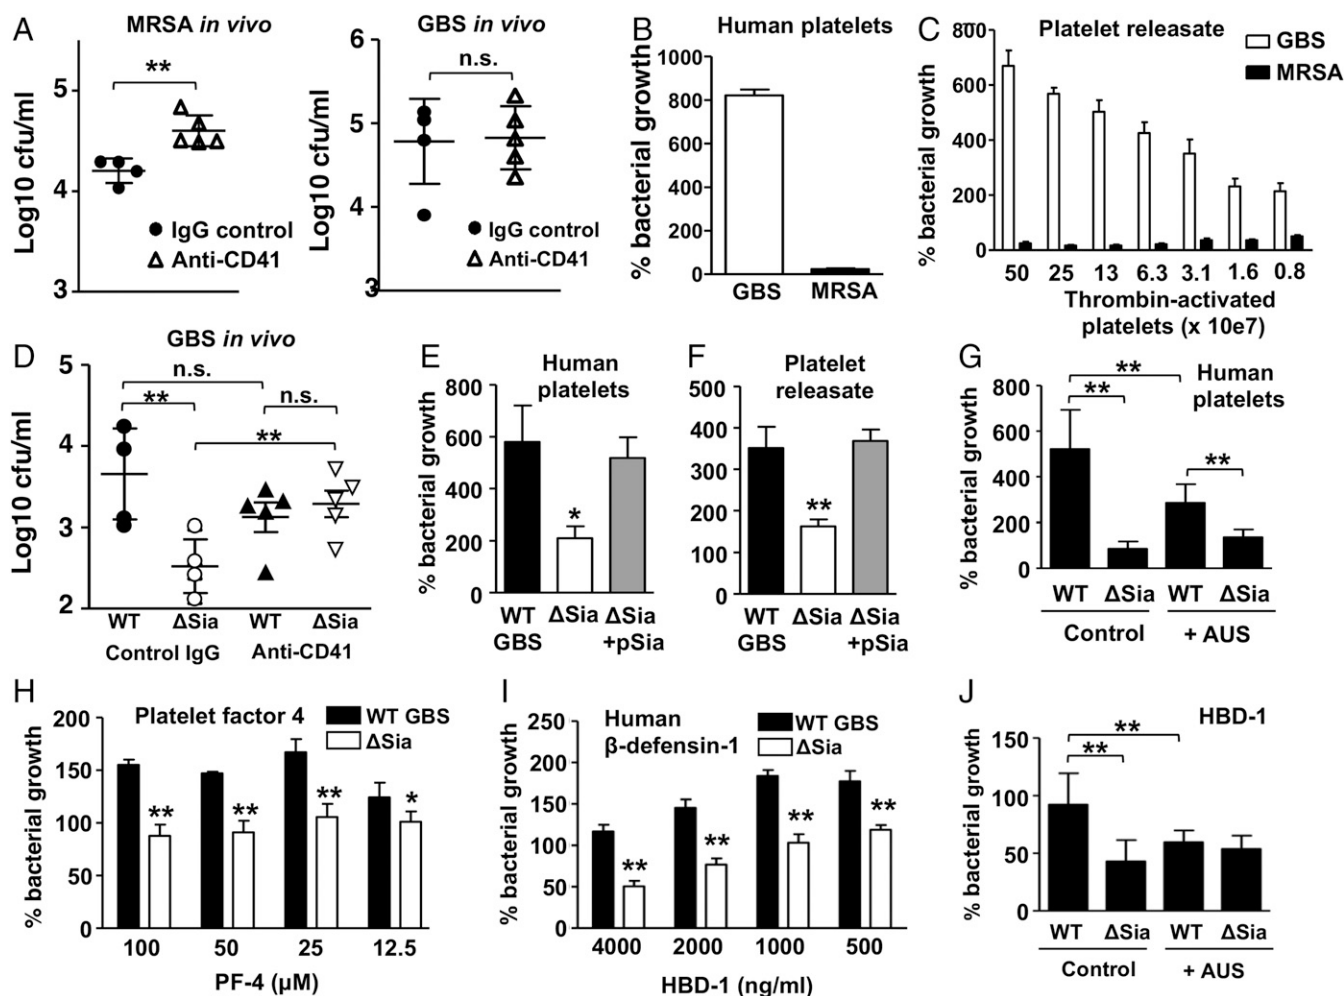 A
MRSA in vivo
**
Log10 cfu/ml
5
4
3
IgG control
Anti-CD41
GBS in vivo
n.s.
Log10 cfu/ml
6
5
4
3
IgG control
Anti-CD41
B
Human platelets
% bacterial growth
1000
800
600
400
200
0
GBS
MRSA
C
Platelet releasate
GBS
MRSA
% bacterial growth
800
600
400
200
0
50 25 13 6.3 3.1 1.6 0.8
Thrombin-activated
platelets (x 10e7)
D
GBS in vivo
Log10 cfu/ml
5
4
3
2
n.s.
**
n.s.
**
WT ΔSia WT ΔSia
Control IgG Anti-CD41
E
Human
platelets
% bacterial growth
800
600
400
200
0
*
WT ΔSia ΔSia
GBS +pSia
F
Platelet
releasate
% bacterial growth
500
400
300
200
100
0
**
WT ΔSia ΔSia
GBS +pSia
G
Human
platelets
% bacterial growth
800
600
400
200
0
**
**
**
WT ΔSia WT ΔSia
Control + AUS
H
Platelet factor 4
WT GBS
ΔSia
% bacterial growth
200
150
100
50
0
** ** ** *
100 50 25 12.5
PF-4 (µM)
I
Human
β-defensin-1
WT GBS
ΔSia
% bacterial growth
250
200
150
100
50
0
** ** ** **
4000 2000 1000 500
HBD-1 (ng/ml)
J
HBD-1
% bacterial growth
150
100
50
0
**
**
WT ΔSia WT ΔSia
Control + AUS